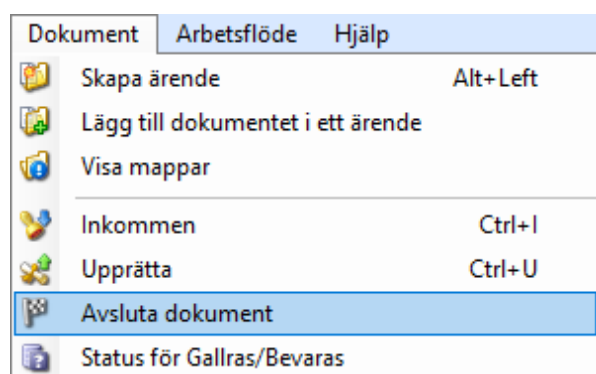 Dokument Arbetsflöde Hjälp
Skapa ärende Alt+Left
Lägg till dokumentet i ett ärende
Visa mappar
Inkommen Ctrl+I
Upprätta Ctrl+U
Avsluta dokument
Status för Gallras/Bevaras